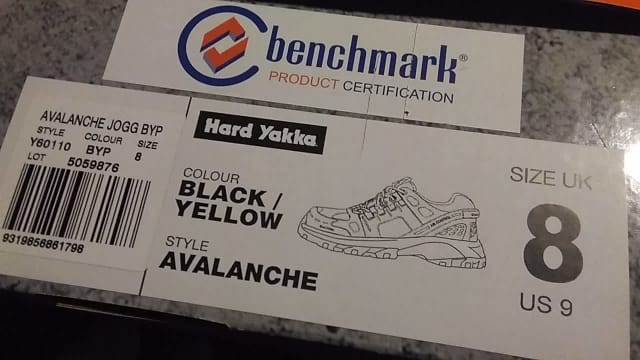 benchmark®
PRODUCT CERTIFICATION
AVALANCHE JOGG BYP
STYLE COLOUR SIZE
Y60110 BYP 8
LOT 5059876
9319856861798
Hard Yakka
COLOUR
BLACK /
YELLOW
STYLE
AVALANCHE
SIZE UK
8
US 9